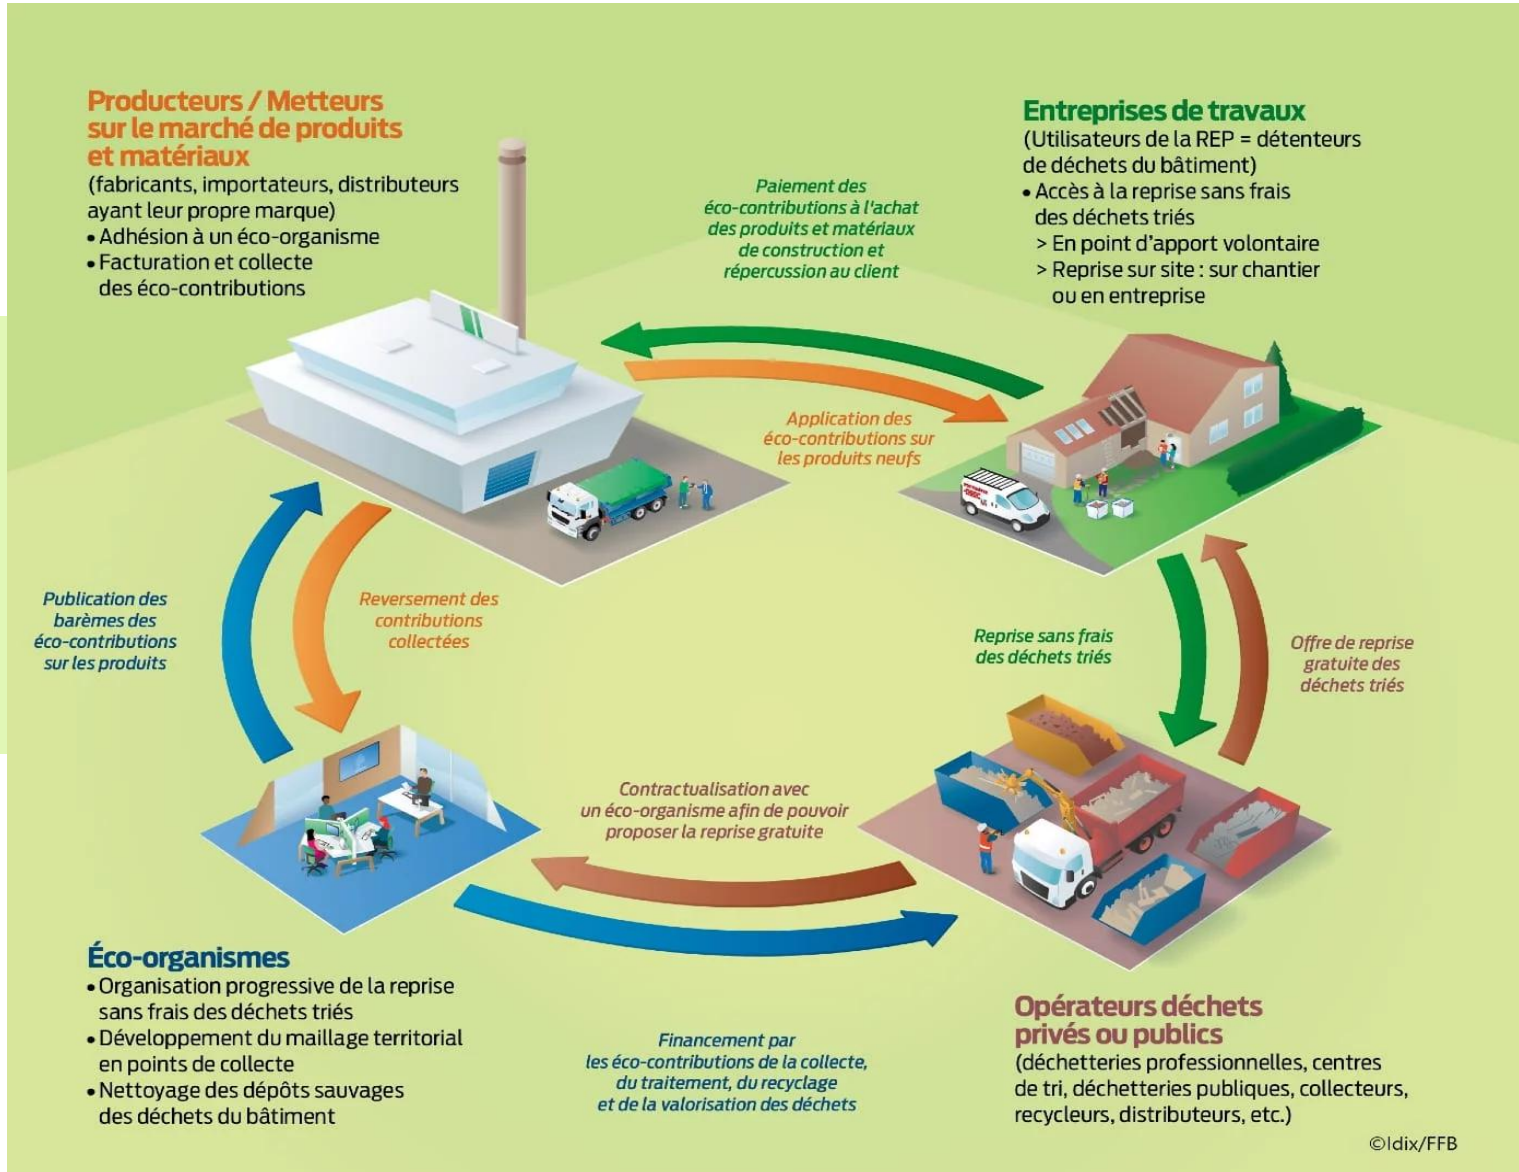 Producteurs / Metteurs
sur le marché de produits
et matériaux
(fabricants, importateurs, distributeurs
ayant leur propre marque)
• Adhésion à un éco-organisme
• Facturation et collecte
des éco-contributions
Paiement des
éco-contributions à l'achat
des produits et matériaux
de construction et
répercussion au client
Entreprises de travaux
(Utilisateurs de la REP = détenteurs
de déchets du bâtiment)
• Accès à la reprise sans frais
des déchets triés
> En point d'apport volontaire
> Reprise sur site : sur chantier
ou en entreprise
Application des
éco-contributions sur
les produits neufs
Publication des
barèmes des
éco-contributions
sur les produits
Reversement des
contributions
collectées
Reprise sans frais
des déchets triés
Offre de reprise
gratuite des
déchets triés
Contractualisation avec
un éco-organisme afin de pouvoir
proposer la reprise gratuite
Éco-organismes
• Organisation progressive de la reprise
sans frais des déchets triés
• Développement du maillage territorial
en points de collecte
• Nettoyage des dépôts sauvages
des déchets du bâtiment
Financement par
les éco-contributions de la collecte,
du traitement, du recyclage
et de la valorisation des déchets
Opérateurs déchets
privés ou publics
(déchetteries professionnelles, centres
de tri, déchetteries publiques, collecteurs,
recycleurs, distributeurs, etc.)
©Idix/FFB